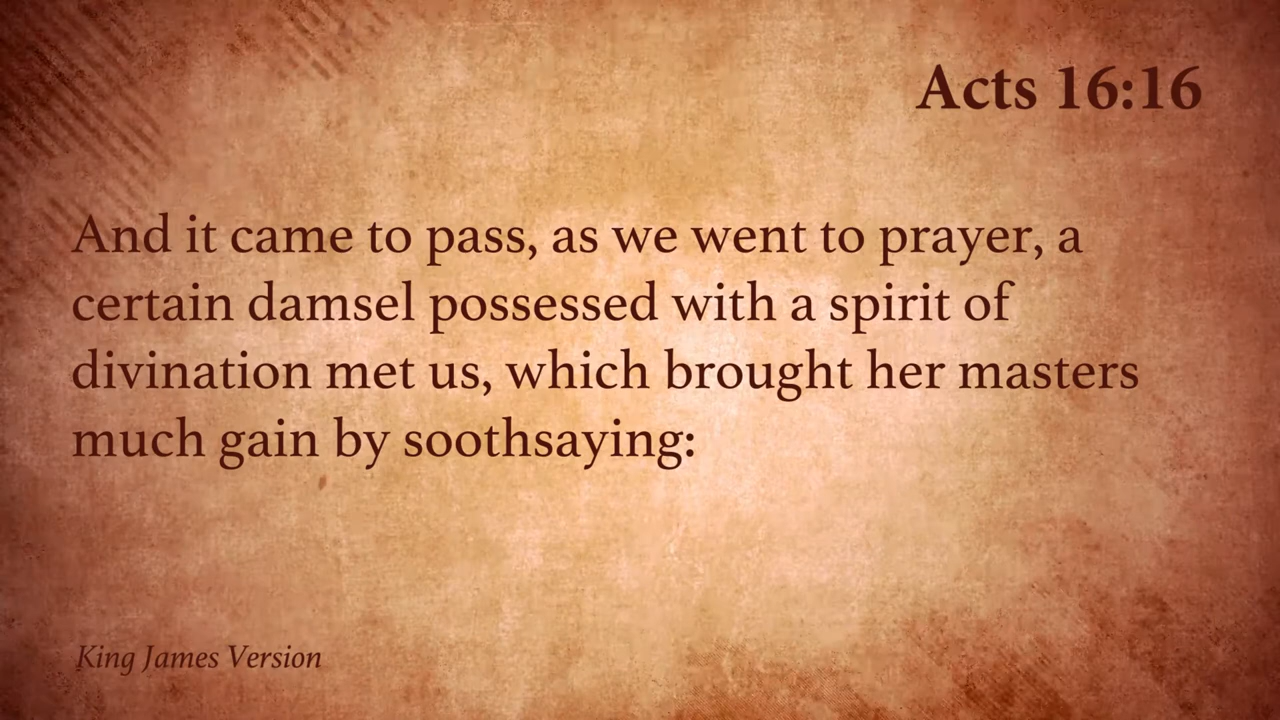 Acts 16:16
And it came to pass, as we went to prayer, a
certain damsel possessed with a spirit of
divination met us, which brought her masters
much gain by soothsaying:
King James Version